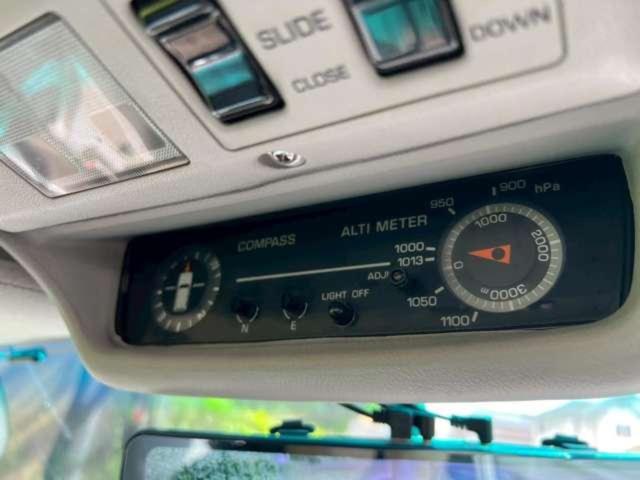 SLIDE
CLOSE
DOWN
COMPASS
ALTI METER
950
900
hPa
1000
1013
ADJ
1050
1100
0
1000
2000
3000
m
LIGHT OFF
N
E